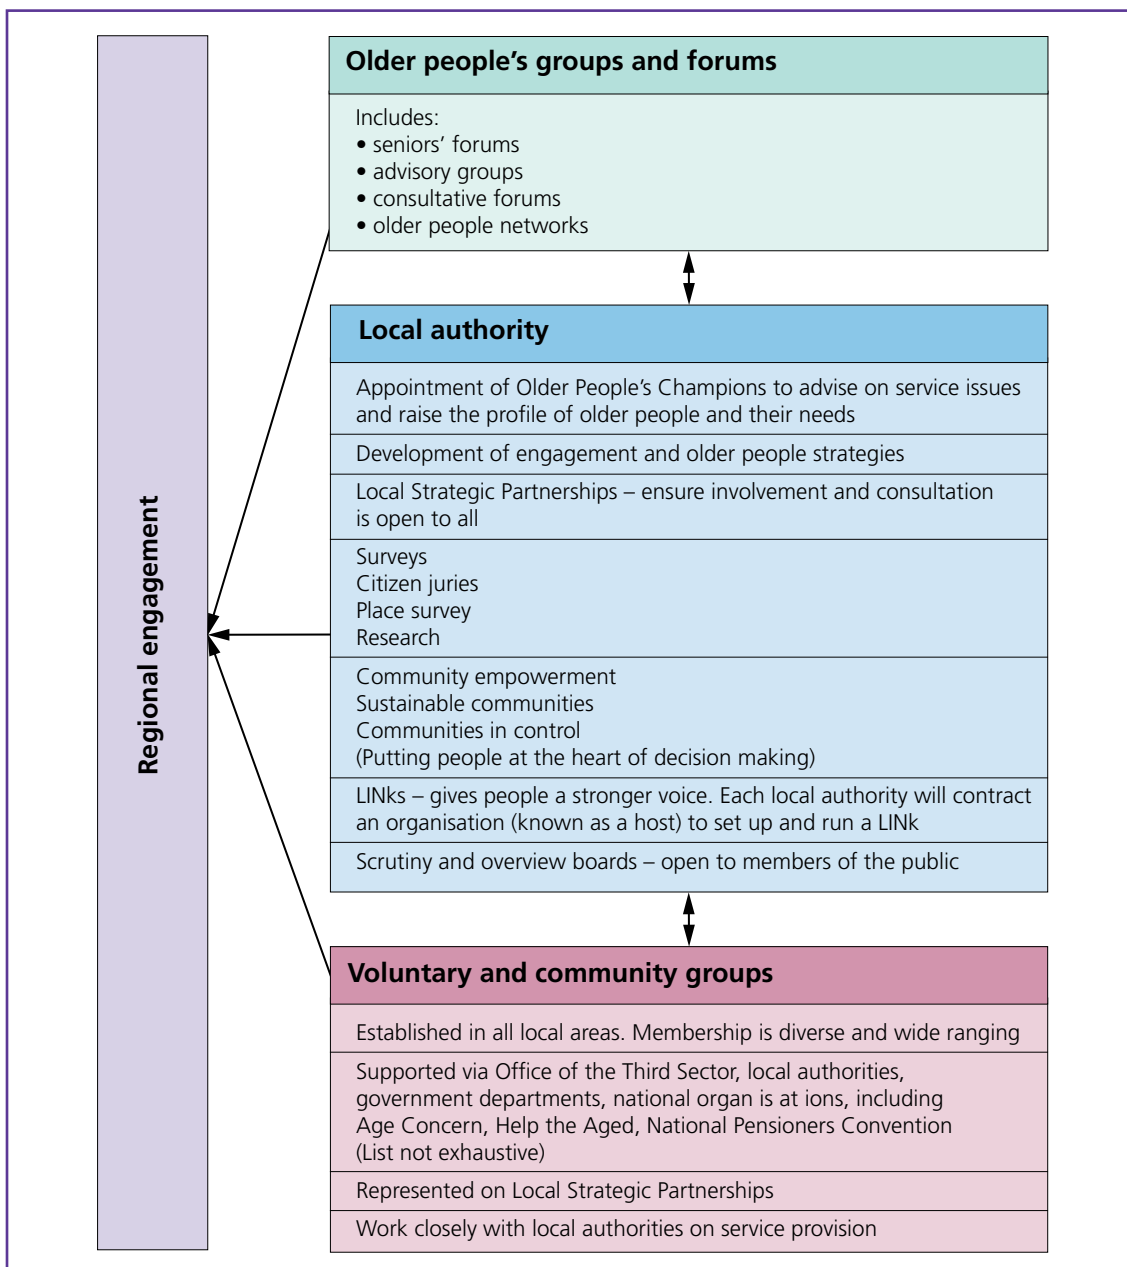 Regional engagement
Older people's groups and forums
Includes:
• seniors' forums
• advisory groups
• consultative forums
• older people networks
Local authority
Appointment of Older People's Champions to advise on service issues
and raise the profile of older people and their needs
Development of engagement and older people strategies
Local Strategic Partnerships – ensure involvement and consultation
is open to all
Surveys
Citizen juries
Place survey
Research
Community empowerment
Sustainable communities
Communities in control
(Putting people at the heart of decision making)
LINks – gives people a stronger voice. Each local authority will contract
an organisation (known as a host) to set up and run a LINk
Scrutiny and overview boards – open to members of the public
Voluntary and community groups
Established in all local areas. Membership is diverse and wide ranging
Supported via Office of the Third Sector, local authorities,
government departments, national organ is at ions, including
Age Concern, Help the Aged, National Pensioners Convention
(List not exhaustive)
Represented on Local Strategic Partnerships
Work closely with local authorities on service provision